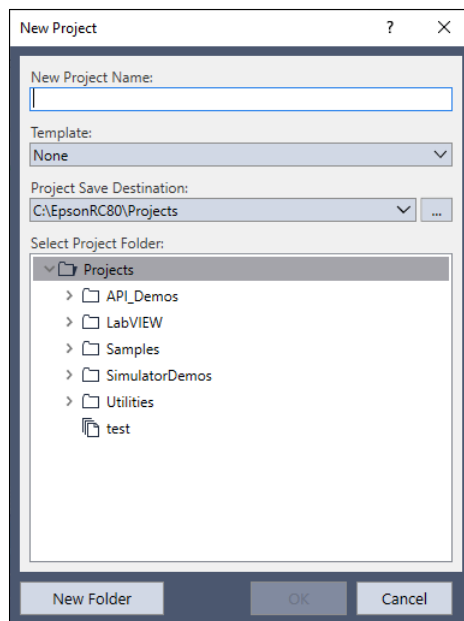 New Project
?
New Project Name:
Template:
None
Project Save Destination:
C:\EpsonRC80\Projects
...
Select Project Folder:
Projects
API_Demos
LabVIEW
Samples
SimulatorDemos
Utilities
test
New Folder
OK
Cancel